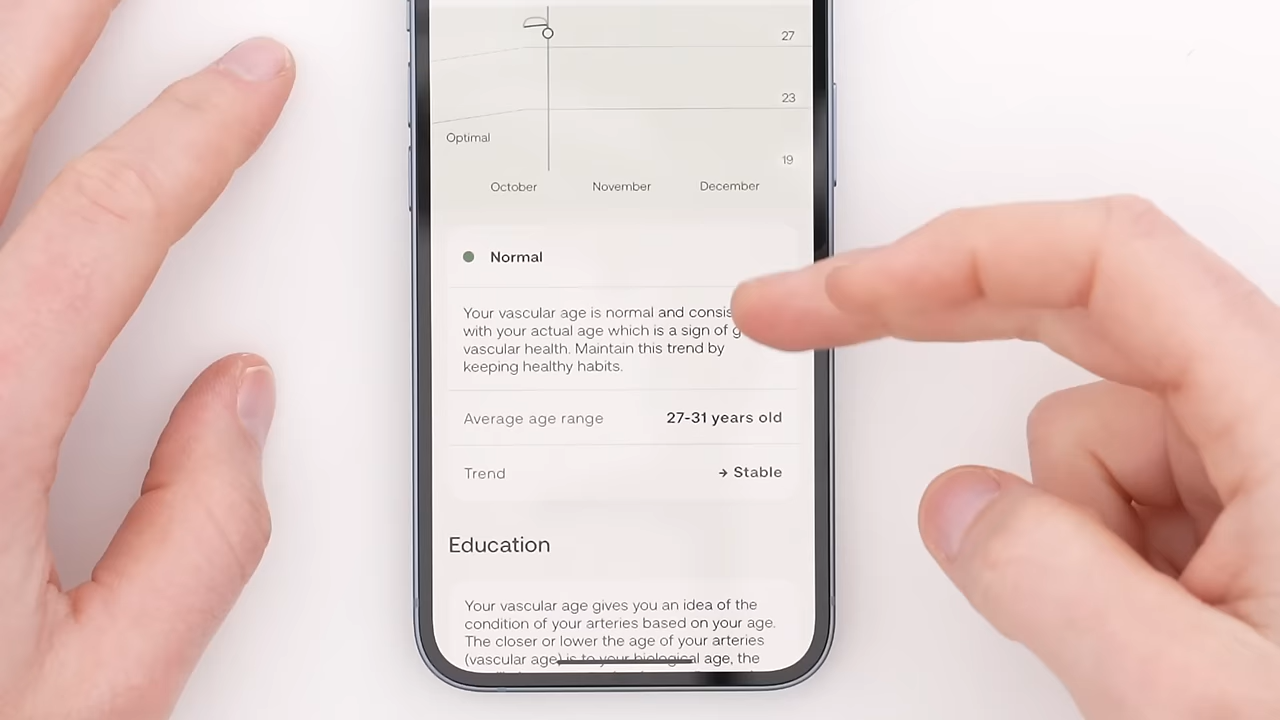 27
23
Optimal
19
October November December
Normal
Your vascular age is normal and
with your actual age which is a sign of
vascular health. Maintain this trend by
keeping healthy habits.
Average age range 27-31 years old
Trend → Stable
Education
Your vascular age gives you an idea of the
condition of your arteries based on your age.
The closer or lower the age of your arteries
(vascular age) is to your biological age, the